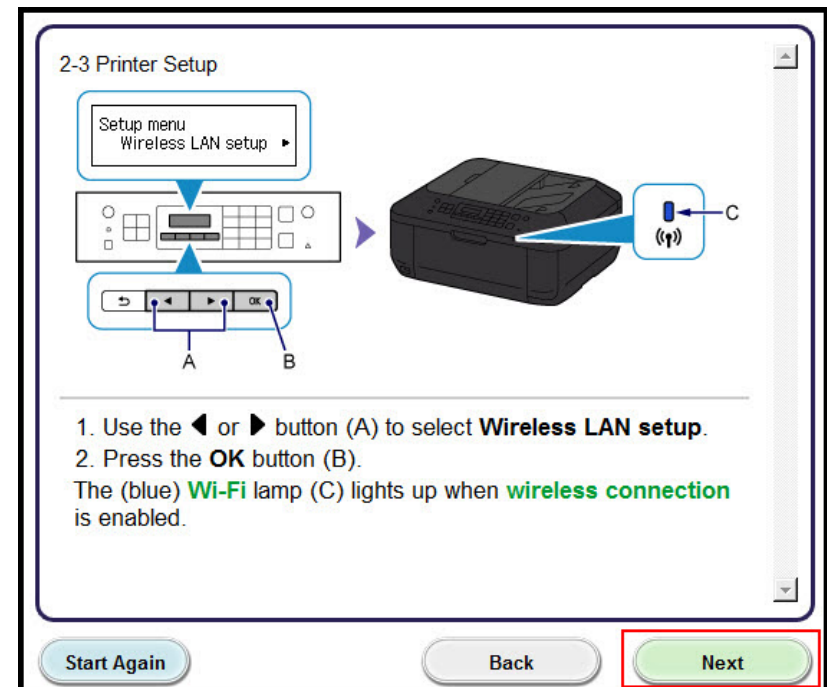 2-3 Printer Setup
Setup menu
Wireless LAN setup ▶
C
OK
A
B
1. Use the ◀ or ▶ button (A) to select Wireless LAN setup.
2. Press the OK button (B).
The (blue) Wi-Fi lamp (C) lights up when wireless connection
is enabled.
Start Again
Back
Next